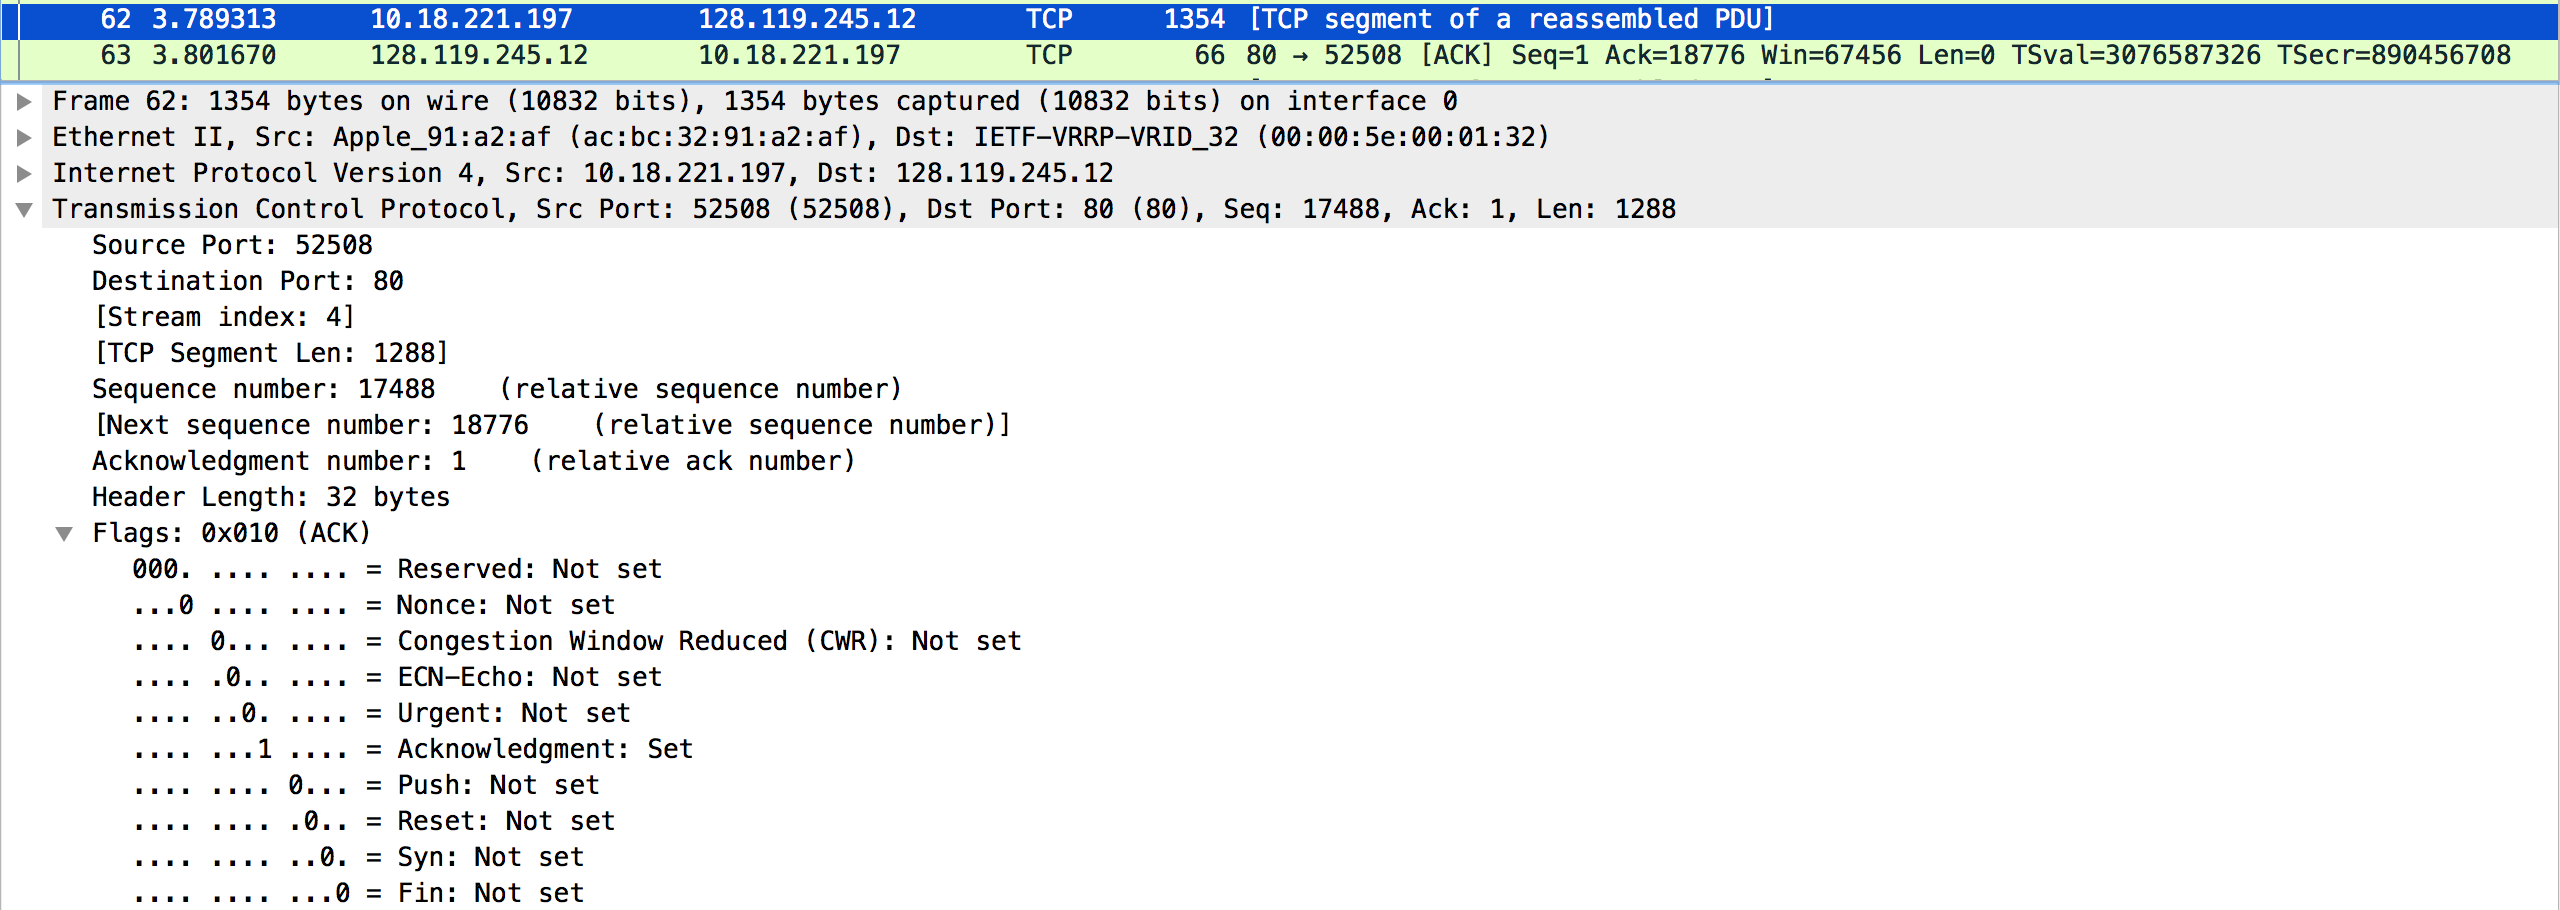 62 3.789313 10.18.221.197 128.119.245.12 TCP 1354 [TCP segment of a reassembled PDU]
63 3.801670 128.119.245.12 10.18.221.197 TCP 66 80 → 52508 [ACK] Seq=1 Ack=18776 Win=67456 Len=0 TSval=3076587326 TSecr=890456708
Frame 62: 1354 bytes on wire (10832 bits), 1354 bytes captured (10832 bits) on interface 0
Ethernet II, Src: Apple_91:a2:af (ac:bc:32:91:a2:af), Dst: IETF-VRRP-VRID_32 (00:00:5e:00:01:32)
Internet Protocol Version 4, Src: 10.18.221.197, Dst: 128.119.245.12
Transmission Control Protocol, Src Port: 52508 (52508), Dst Port: 80 (80), Seq: 17488, Ack: 1, Len: 1288
Source Port: 52508
Destination Port: 80
[Stream index: 4]
[TCP Segment Len: 1288]
Sequence number: 17488    (relative sequence number)
[Next sequence number: 18776    (relative sequence number)]
Acknowledgment number: 1    (relative ack number)
Header Length: 32 bytes
Flags: 0x010 (ACK)
000. .... .... = Reserved: Not set
...0 .... .... = Nonce: Not set
.... 0... .... = Congestion Window Reduced (CWR): Not set
.... .0.. .... = ECN-Echo: Not set
.... ..0. .... = Urgent: Not set
.... ...1 .... = Acknowledgment: Set
.... .... 0... = Push: Not set
.... .... .0.. = Reset: Not set
.... .... ..0. = Syn: Not set
.... .... ...0 = Fin: Not set